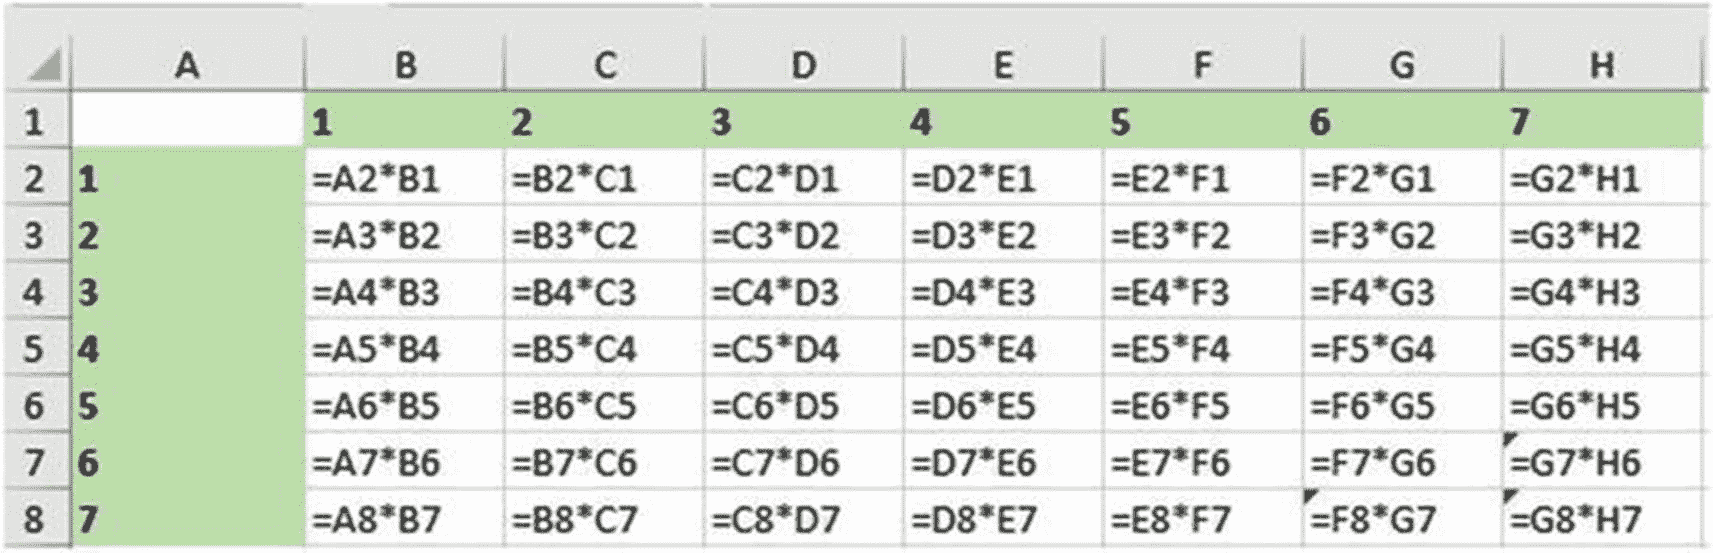 A B C D E F G H
1 1 2 3 4 5 6 7
2 1 =A2*B1 =B2*C1 =C2*D1 =D2*E1 =E2*F1 =F2*G1 =G2*H1
3 2 =A3*B2 =B3*C2 =C3*D2 =D3*E2 =E3*F2 =F3*G2 =G3*H2
4 3 =A4*B3 =B4*C3 =C4*D3 =D4*E3 =E4*F3 =F4*G3 =G4*H3
5 4 =A5*B4 =B5*C4 =C5*D4 =D5*E4 =E5*F4 =F5*G4 =G5*H4
6 5 =A6*B5 =B6*C5 =C6*D5 =D6*E5 =E6*F5 =F6*G5 =G6*H5
7 6 =A7*B6 =B7*C6 =C7*D6 =D7*E6 =E7*F6 =F7*G6 =G7*H6
8 7 =A8*B7 =B8*C7 =C8*D7 =D8*E7 =E8*F7 =F8*G7 =G8*H7